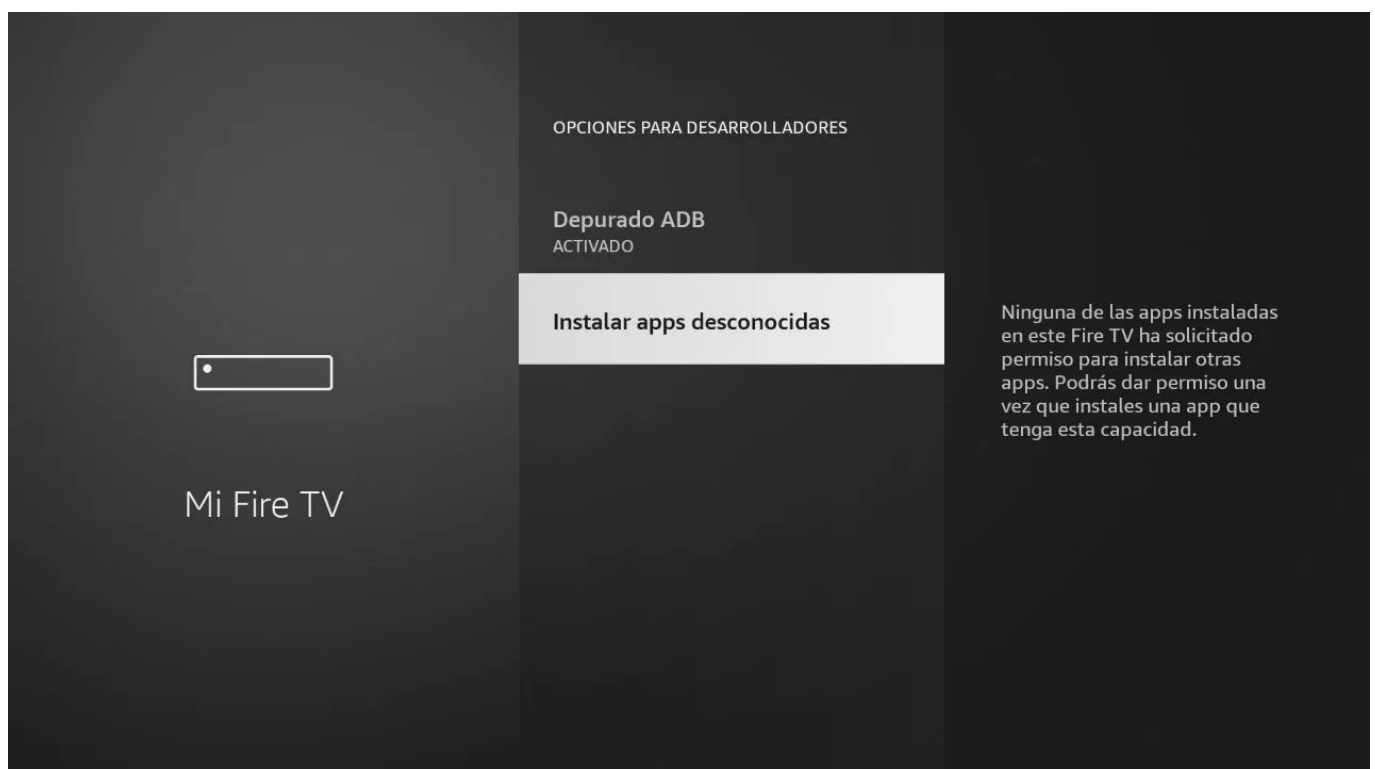 OPCIONES PARA DESARROLLADORES
Depurado ADB
ACTIVADO
Instalar apps desconocidas
Ninguna de las apps instaladas
en este Fire TV ha solicitado
permiso para instalar otras
apps. Podrás dar permiso una
vez que instales una app que
tenga esta capacidad.
Mi Fire TV